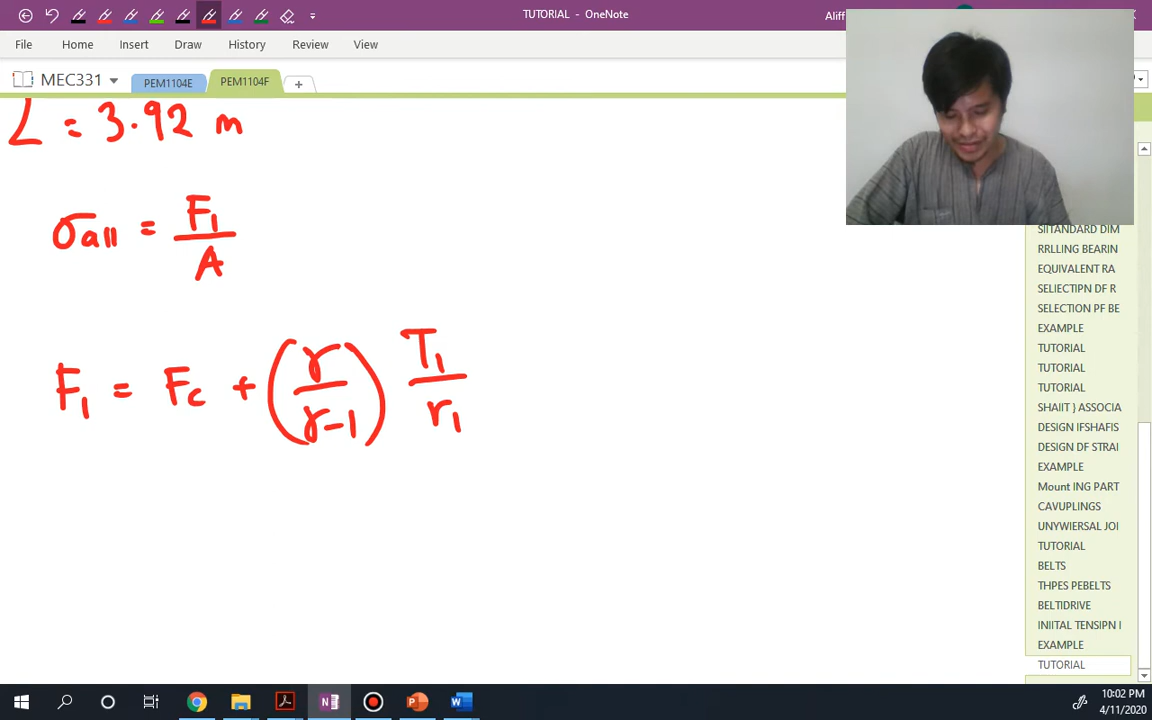 TUTORIAL - OneNote
Aliff
File Home Insert Draw History Review View
MEC331 PEM1104E PEM1104F
L = 3.92 m
σall = F1 / A
F1 = Fc + (γ / γ-1) T1 / r1
SIITANDARD DIM
RRLLING BEARIN
EQUIVALENT RA
SELIECTIPN DF R
SELECTION PF BE
EXAMPLE
TUTORIAL
TUTORIAL
TUTORIAL
SHAIIT } ASSOCIA
DESIGN IFSHAFIS
DESIGN DF STRAI
EXAMPLE
Mount ING PART
CAVUPLINGS
UNYWIERSAL JOI
TUTORIAL
BELTS
THPES PEBELTS
BELTIDRIVE
INIITAL TENSIPN I
EXAMPLE
TUTORIAL
10:02 PM
4/11/2020